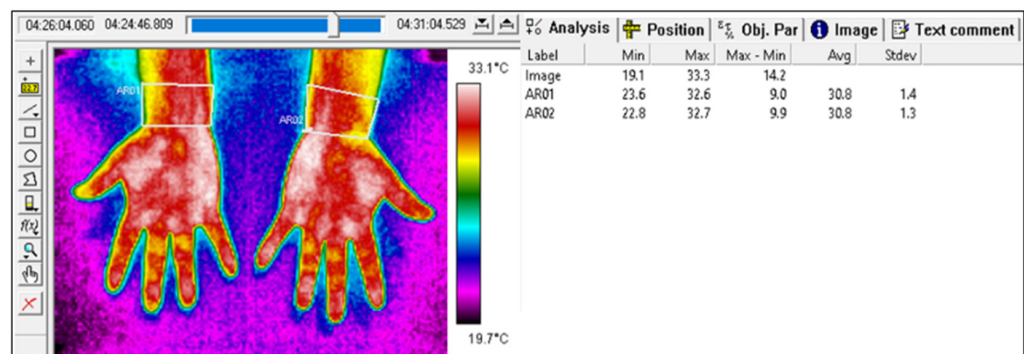 04:26:04.060 04:24:46.809 04:31:04.529
Analysis Position Obj. Par Image Text comment
Label Min Max Max - Min Avg Stdev
Image 19.1 33.3 14.2
AR01 23.6 32.6 9.0 30.8 1.4
AR02 22.8 32.7 9.9 30.8 1.3
33.1°C
AR01
AR02
f(x)
19.7°C